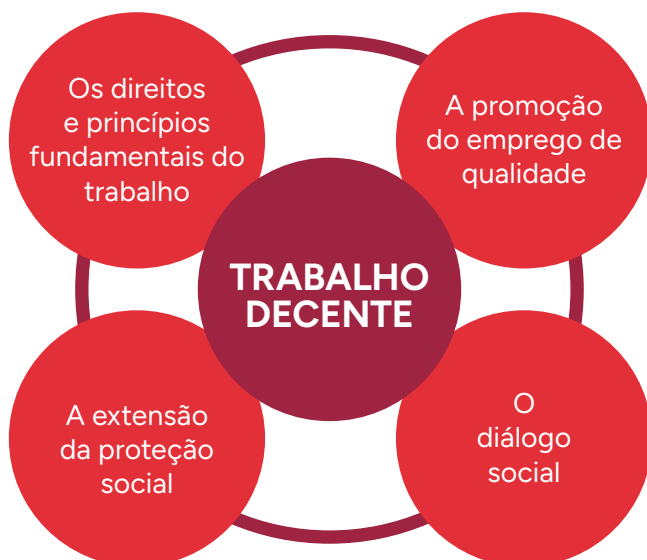 Os direitos
e princípios
fundamentais do
trabalho
A promoção
do emprego de
qualidade
TRABALHO
DECENTE
A extensão
da proteção
social
O
diálogo
social